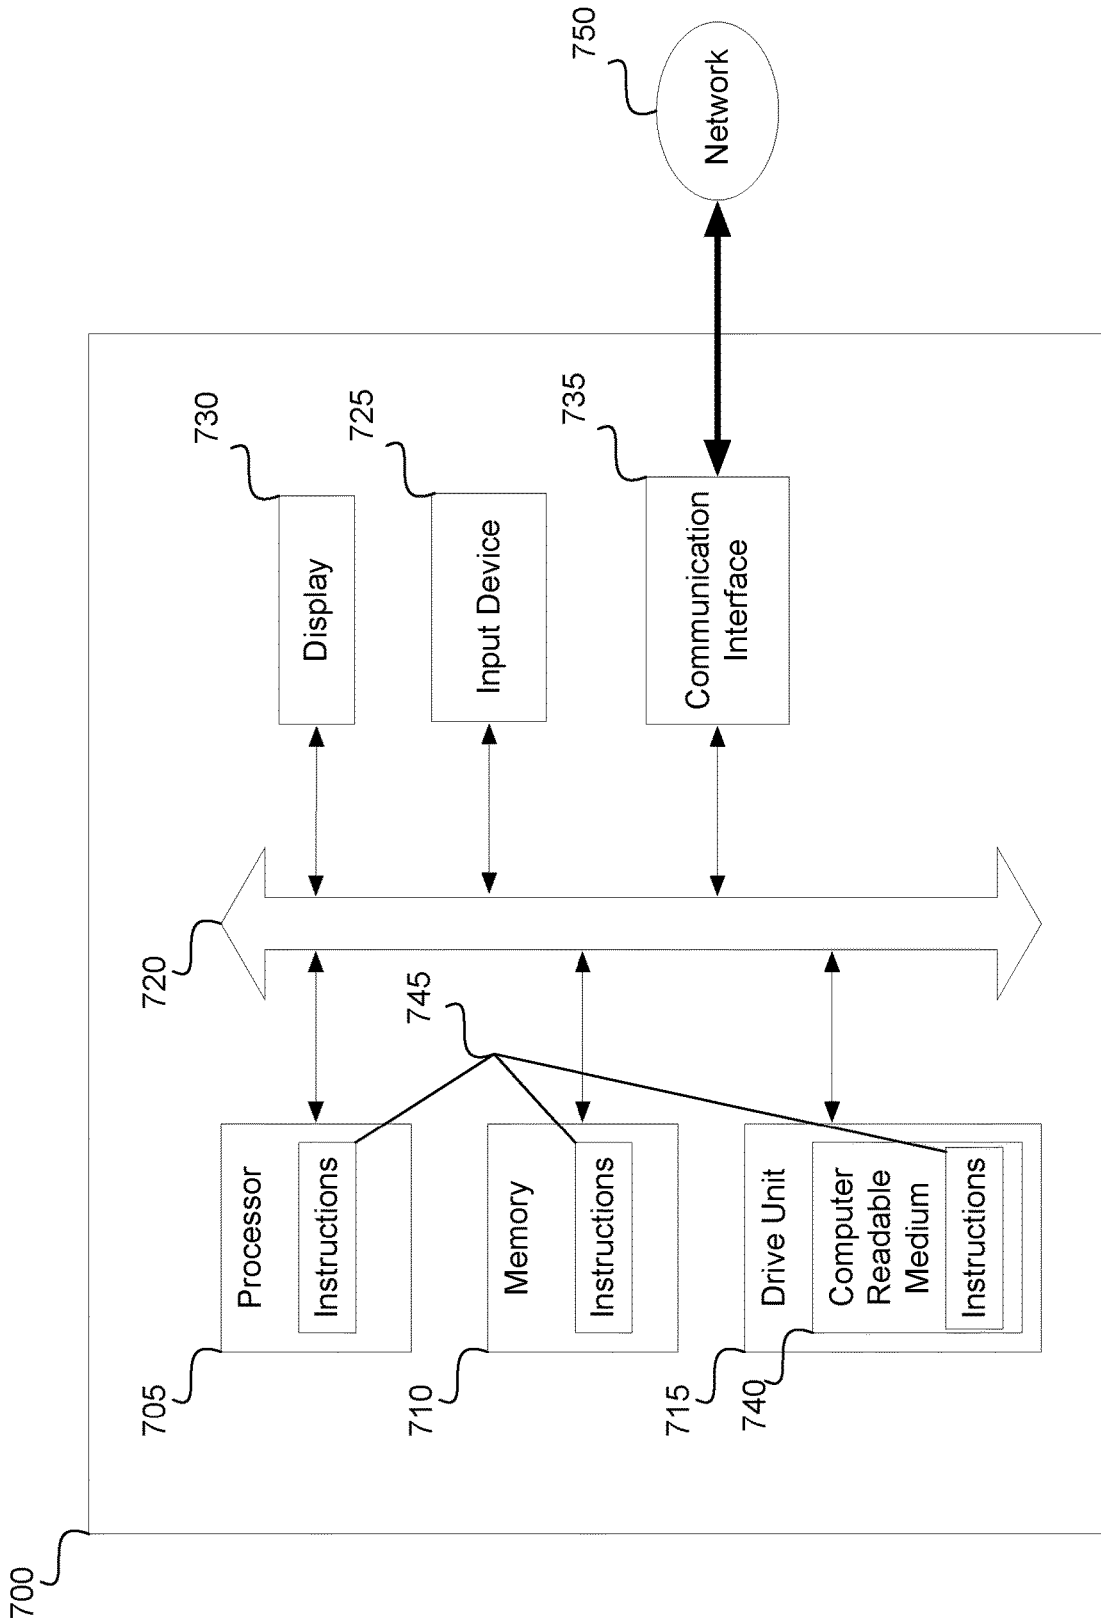 700
705
Processor
Instructions
710
Memory
Instructions
715
Drive Unit
740
Computer
Readable
Medium
Instructions
720
745
730
Display
725
Input Device
735
Communication
Interface
750
Network